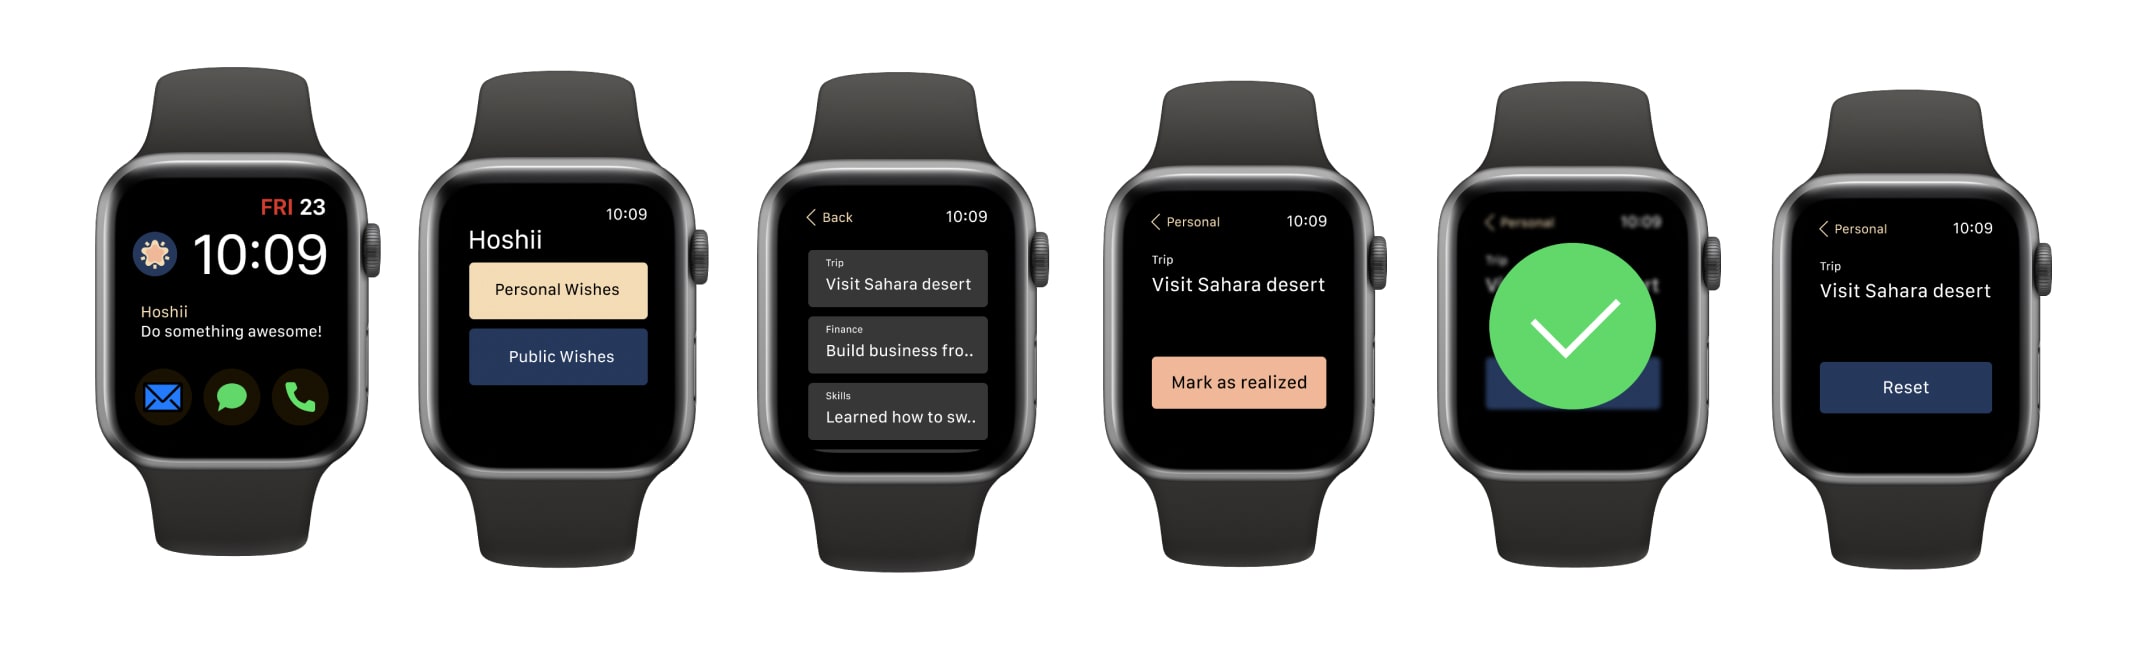 FRI 23
10:09
Hoshii
Do something awesome!
10:09
Hoshii
Personal Wishes
Public Wishes
Back 10:09
Trip
Visit Sahara desert
Finance
Build business fro..
Skills
Learned how to sw..
Personal 10:09
Trip
Visit Sahara desert
Mark as realized
Personal 10:09
Trip
V rt
Personal 10:09
Trip
Visit Sahara desert
Reset